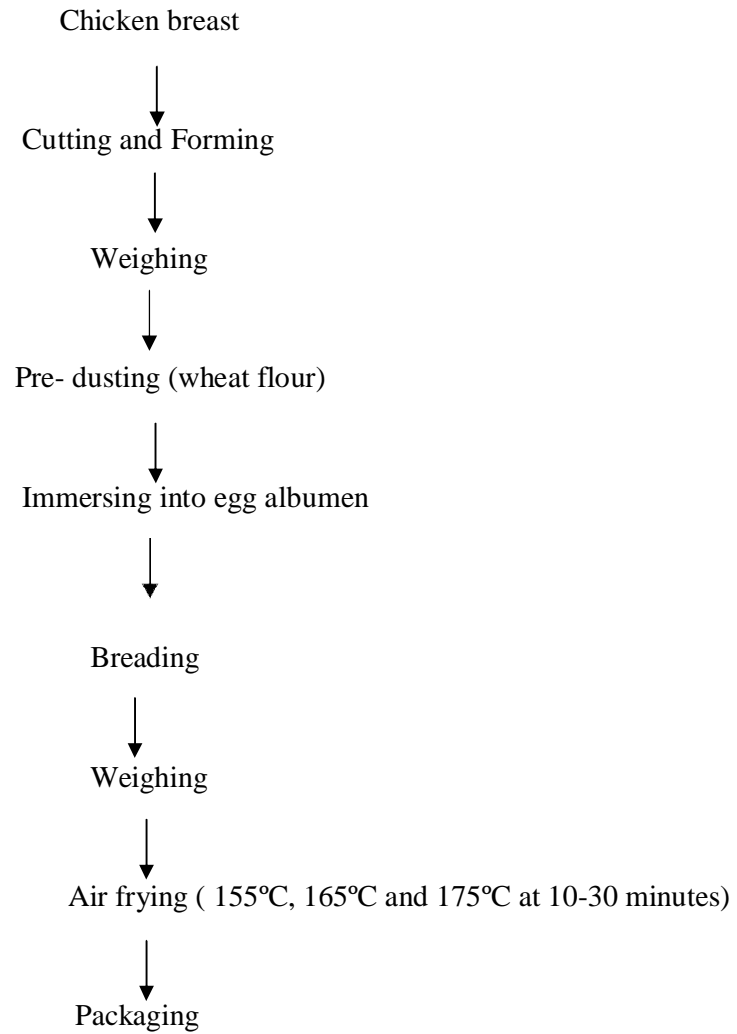 Chicken breast
Cutting and Forming
Weighing
Pre- dusting (wheat flour)
Immersing into egg albumen
Breading
Weighing
Air frying ( 155ºC, 165ºC and 175ºC at 10-30 minutes)
Packaging